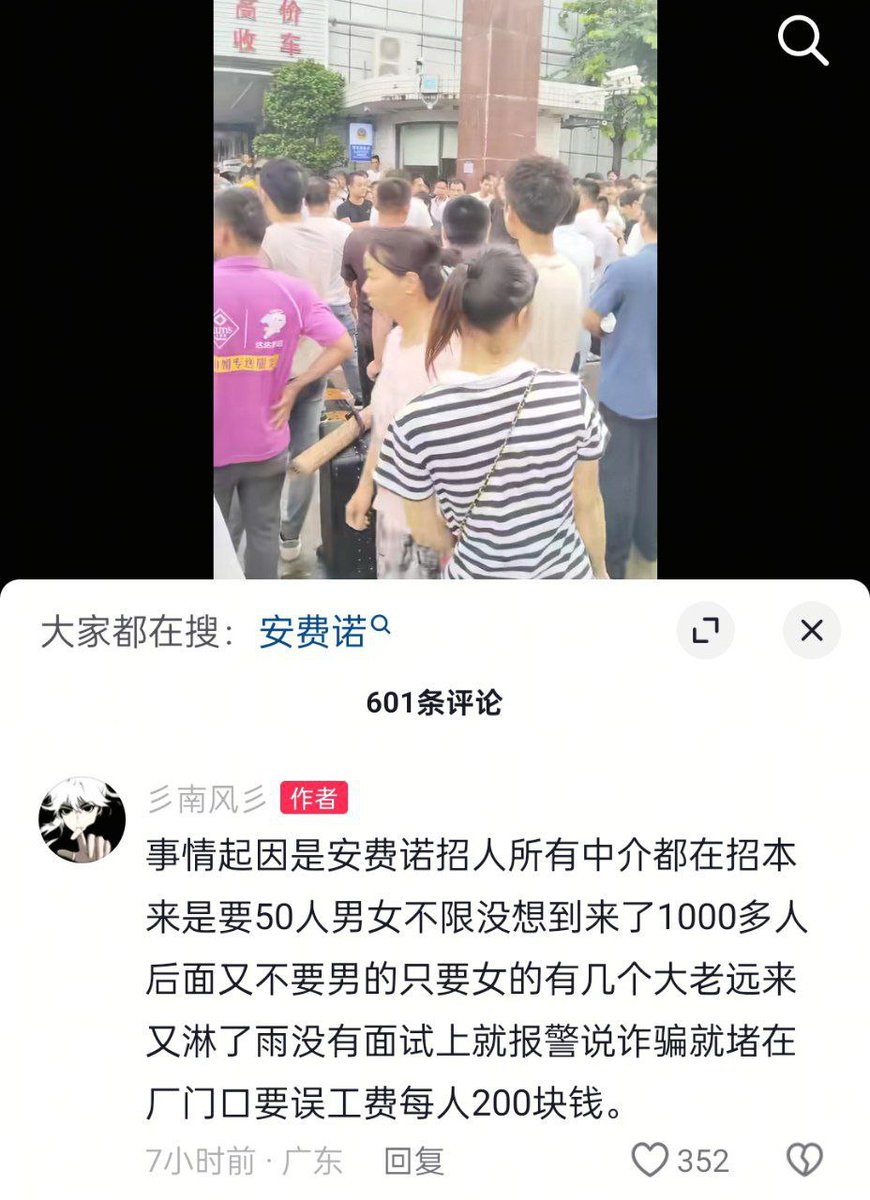 高价
收车
大家都在搜：安费诺
601条评论
彡南风彡 作者
事情起因是安费诺招人所有中介都在招本
来是要50人男女不限没想到来了1000多人
后面又不要男的只要女的有几个大老远来
又淋了雨没有面试上就报警说诈骗就堵在
厂门口要误工费每人200块钱。
7小时前 · 广东 回复 352